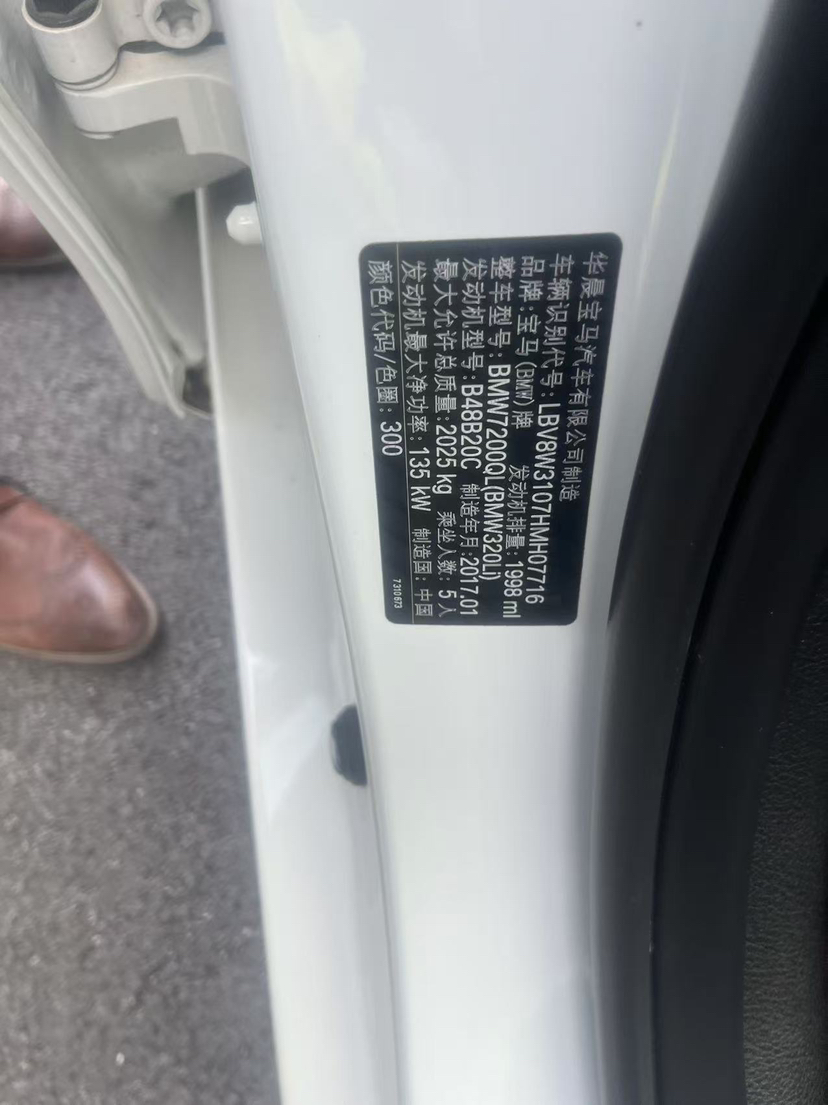 华晨宝马汽车有限公司制造
车辆识别代号:LBV8W3107HMH07716
品牌:宝马(BMW)牌 发动机排量:1998 ml
整车型号:BMW7200QL(BMW320Li)
发动机型号:B48B20C 制造年月:2017.01
最大允许总质量:2025 kg 乘坐人数:5人
发动机最大净功率:135 kW 制造国:中国
颜色代码/色圈:300
7 310 673